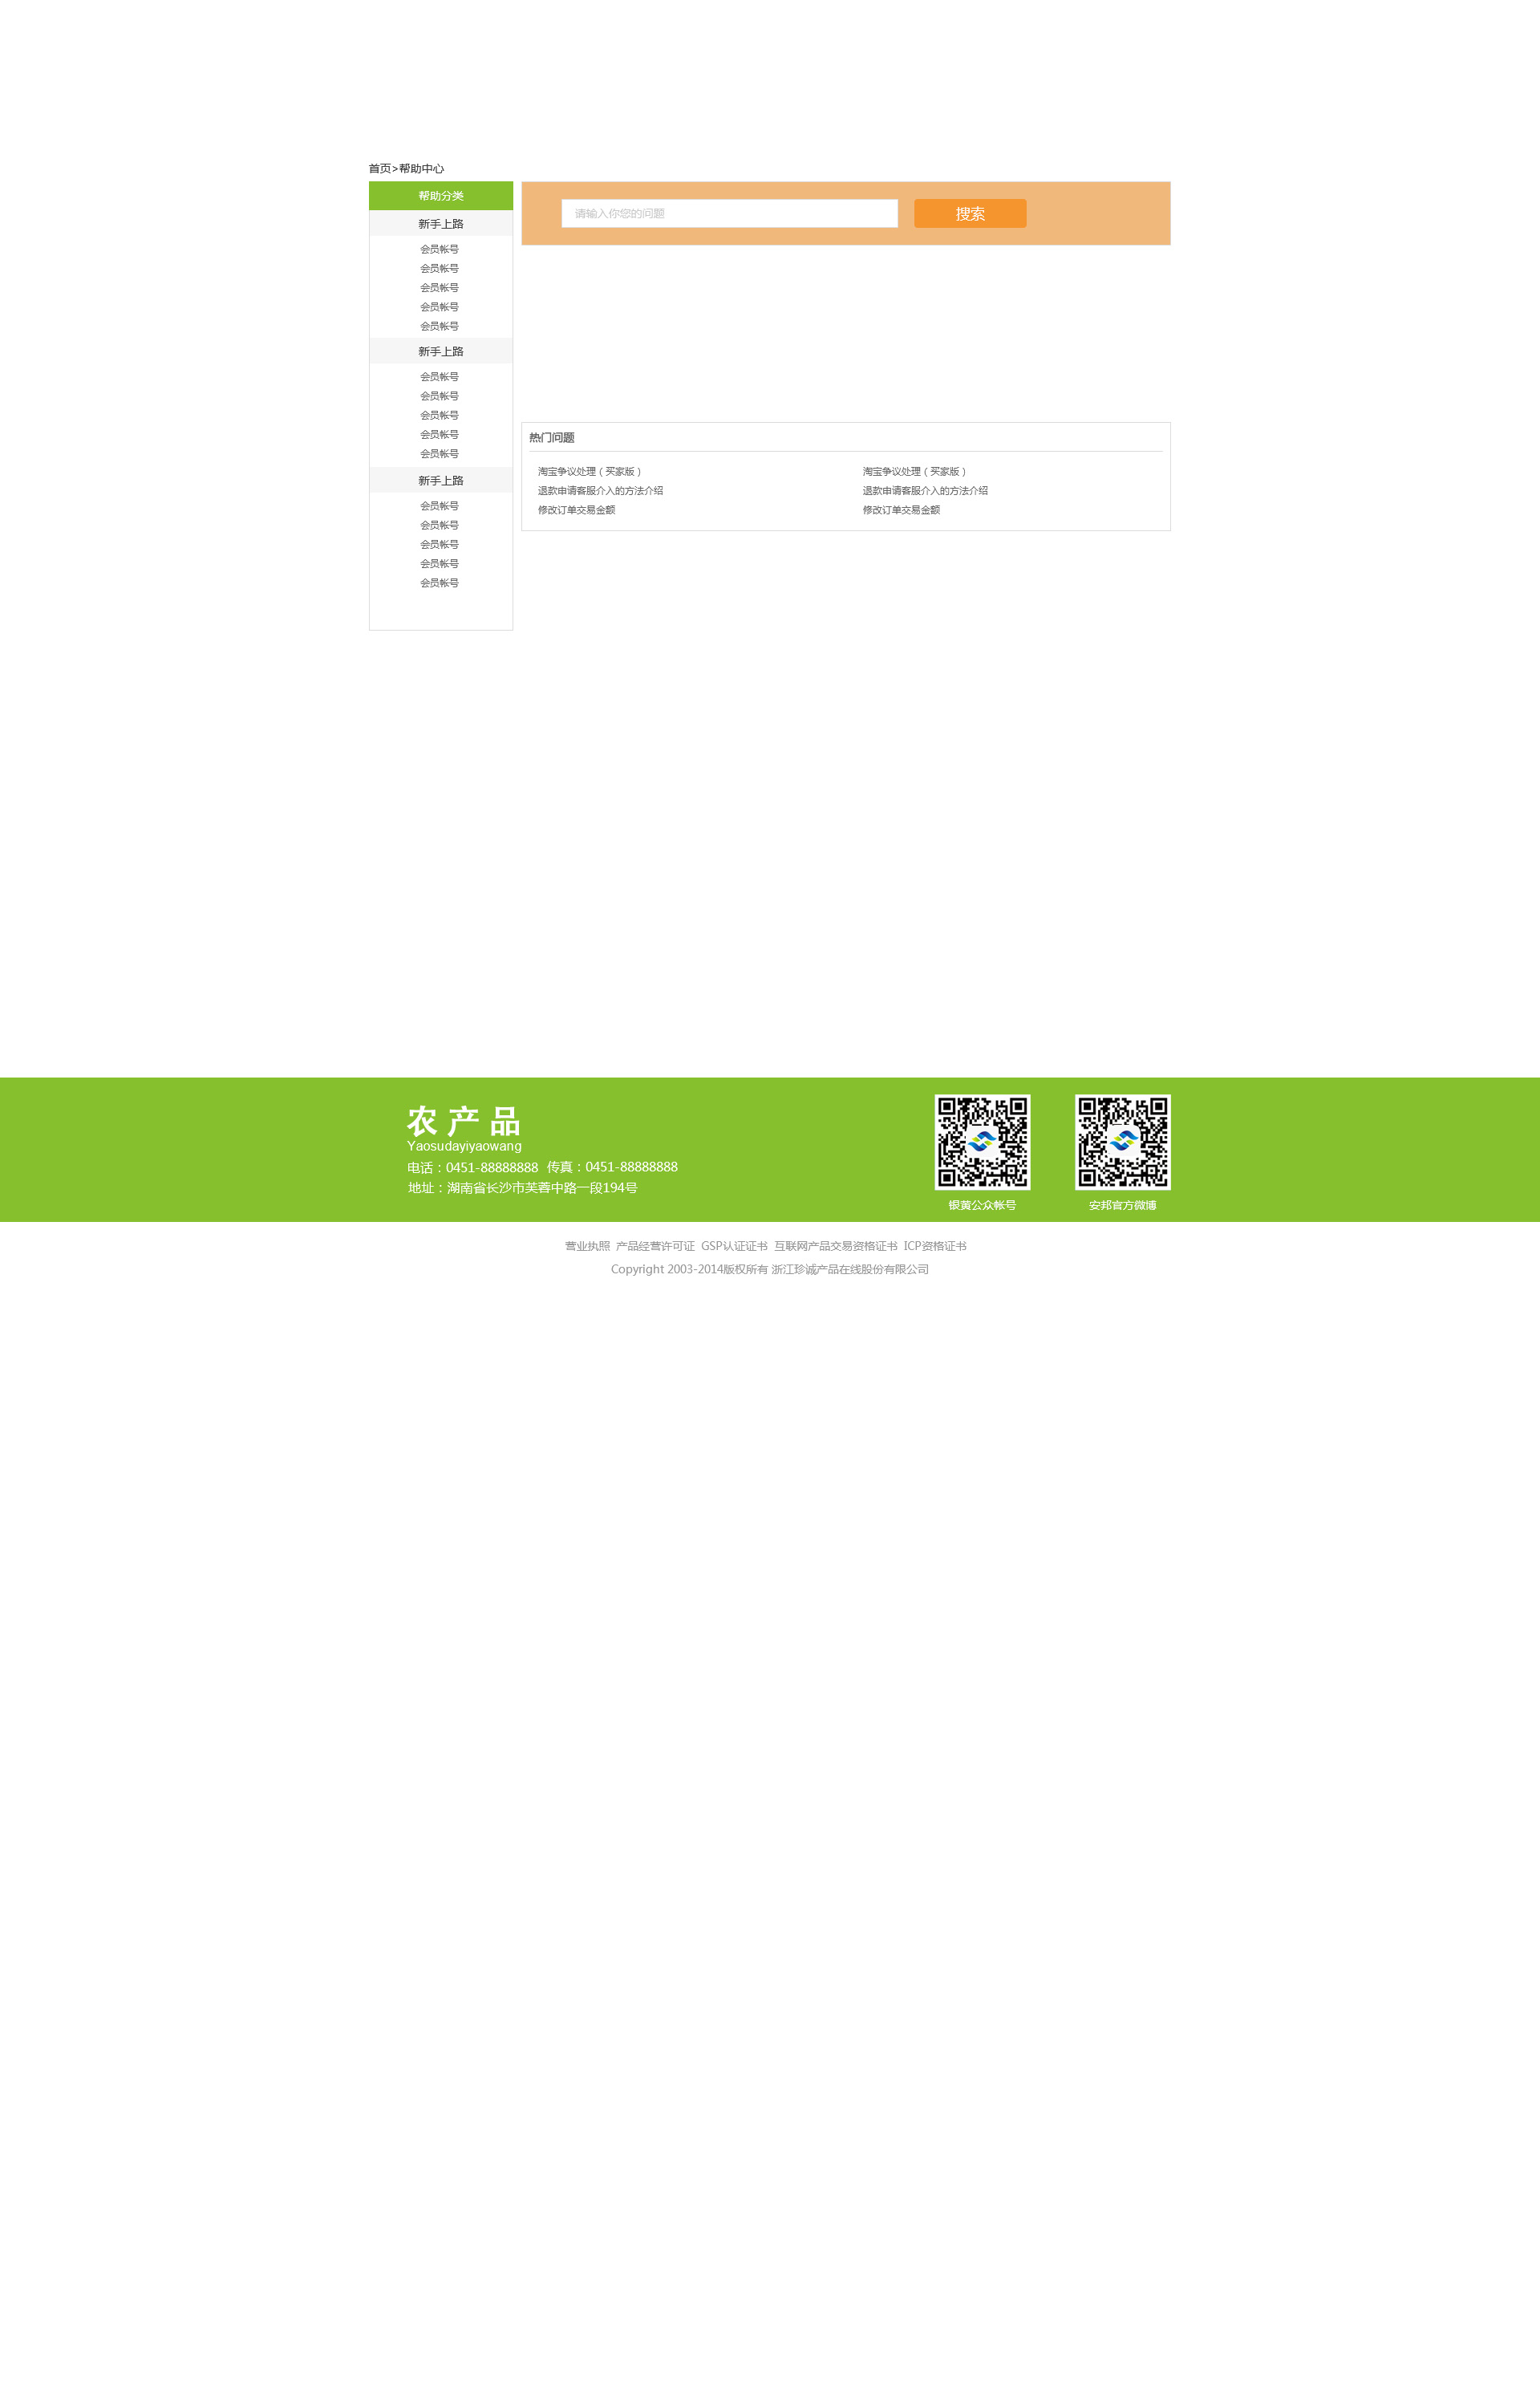 首页>帮助中心
帮助分类
新手上路
会员帐号
会员帐号
会员帐号
会员帐号
会员帐号
新手上路
会员帐号
会员帐号
会员帐号
会员帐号
会员帐号
新手上路
会员帐号
会员帐号
会员帐号
会员帐号
会员帐号
请输入你您的问题 搜索
热门问题
淘宝争议处理（买家版） 淘宝争议处理（买家版）
退款申请客服介入的方法介绍 退款申请客服介入的方法介绍
修改订单交易金额 修改订单交易金额
农产品
Yaosudayiyaowang
电话：0451-88888888 传真：0451-88888888
地址：湖南省长沙市芙蓉中路一段194号
银黄公众帐号 安邦官方微博
营业执照 产品经营许可证 GSP认证证书 互联网产品交易资格证书 ICP资格证书
Copyright 2003-2014版权所有 浙江珍诚产品在线股份有限公司